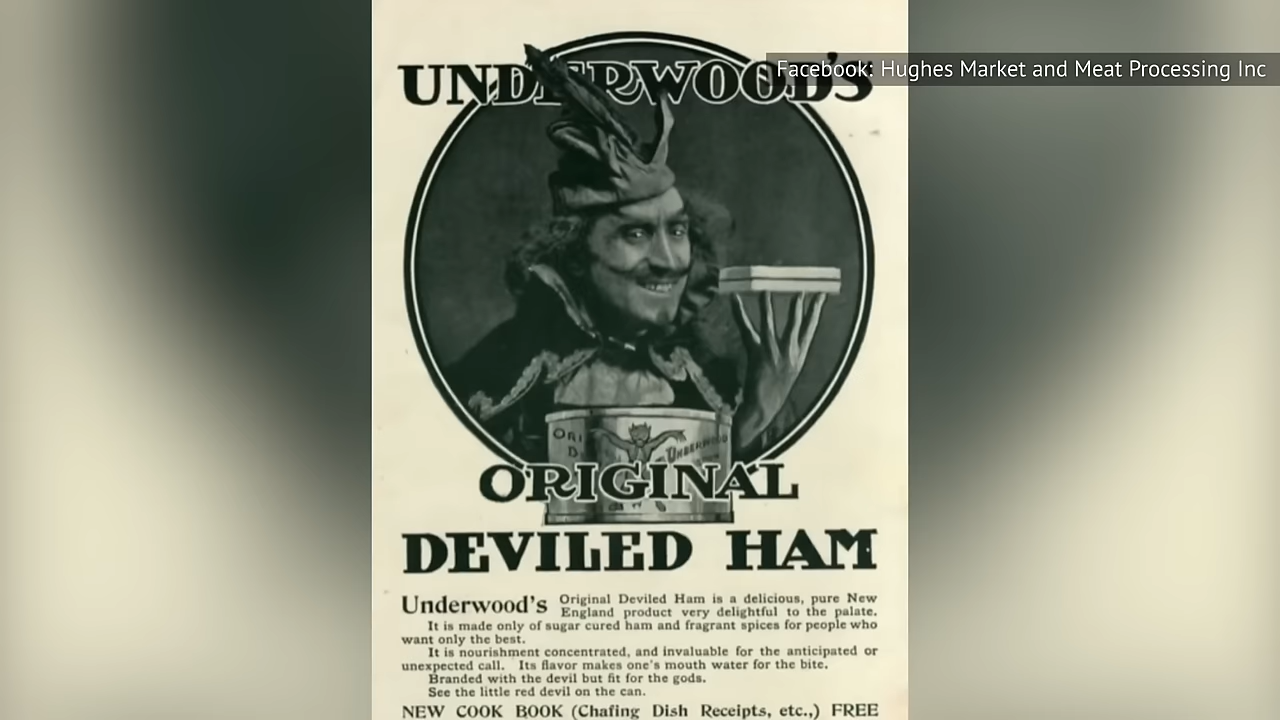 Facebook: Hughes Market and Meat Processing Inc
UNDERWOOD'S
ORIGINAL
DEVILED HAM
Underwood's Original Deviled Ham is a delicious, pure New
England product very delightful to the palate.
It is made only of sugar cured ham and fragrant spices for people who
want only the best.
It is nourishment concentrated, and invaluable for the anticipated or
unexpected call. Its flavor makes one's mouth water for the bite.
Branded with the devil but fit for the gods.
See the little red devil on the can.
NEW COOK BOOK (Chafing Dish Receipts, etc.,) FREE